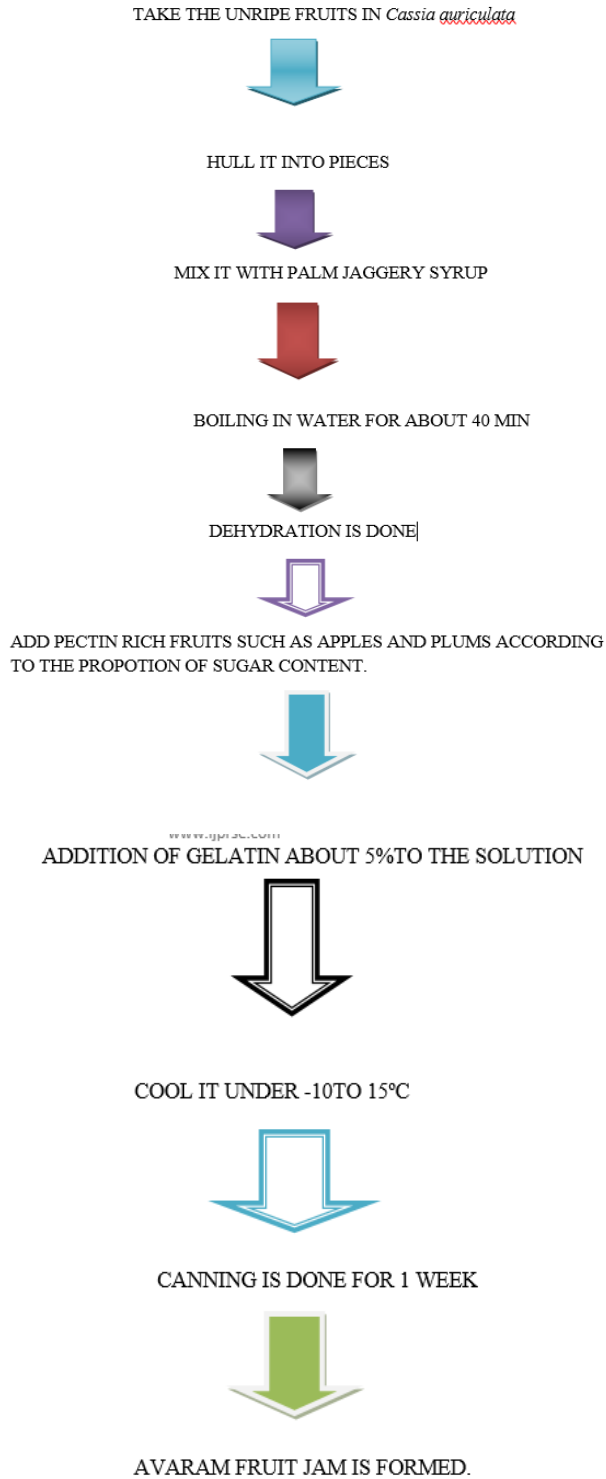 TAKE THE UNRIPE FRUITS IN Cassia auriculata
HULL IT INTO PIECES
MIX IT WITH PALM JAGGERY SYRUP
BOILING IN WATER FOR ABOUT 40 MIN
DEHYDRATION IS DONE
ADD PECTIN RICH FRUITS SUCH AS APPLES AND PLUMS ACCORDING
TO THE PROPOTION OF SUGAR CONTENT.
ADDITION OF GELATIN ABOUT 5%TO THE SOLUTION
COOL IT UNDER -10TO 15ºC
CANNING IS DONE FOR 1 WEEK
AVARAM FRUIT JAM IS FORMED.